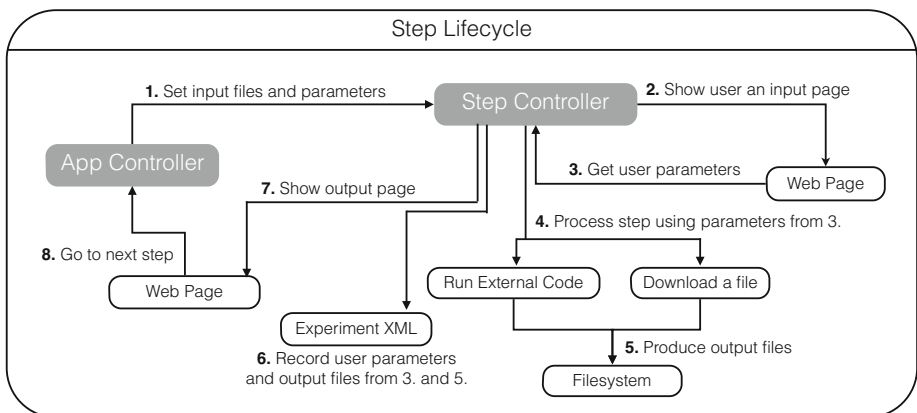 Step Lifecycle
1. Set input files and parameters
Step Controller
2. Show user an input page
App Controller
3. Get user parameters
Web Page
7. Show output page
4. Process step using parameters from 3.
8. Go to next step
Web Page
Run External Code
Download a file
Experiment XML
5. Produce output files
6. Record user parameters
and output files from 3. and 5.
Filesystem